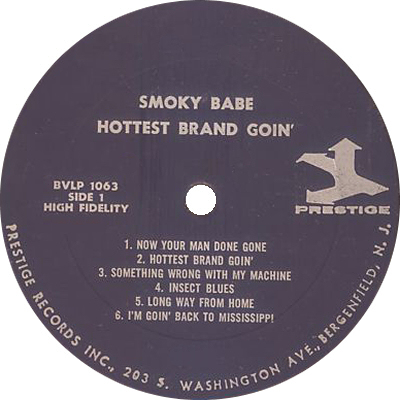 SMOKY BABE
HOTTEST BRAND GOIN'
BVLP 1063
SIDE 1
HIGH FIDELITY
PRESTIGE
1. NOW YOUR MAN DONE GONE
2. HOTTEST BRAND GOIN'
3. SOMETHING WRONG WITH MY MACHINE
4. INSECT BLUES
5. LONG WAY FROM HOME
6. I'M GOIN' BACK TO MISSISSIPP!
PRESTIGE RECORDS INC., 203 S. WASHINGTON AVE., BERGENFIELD, N. J.